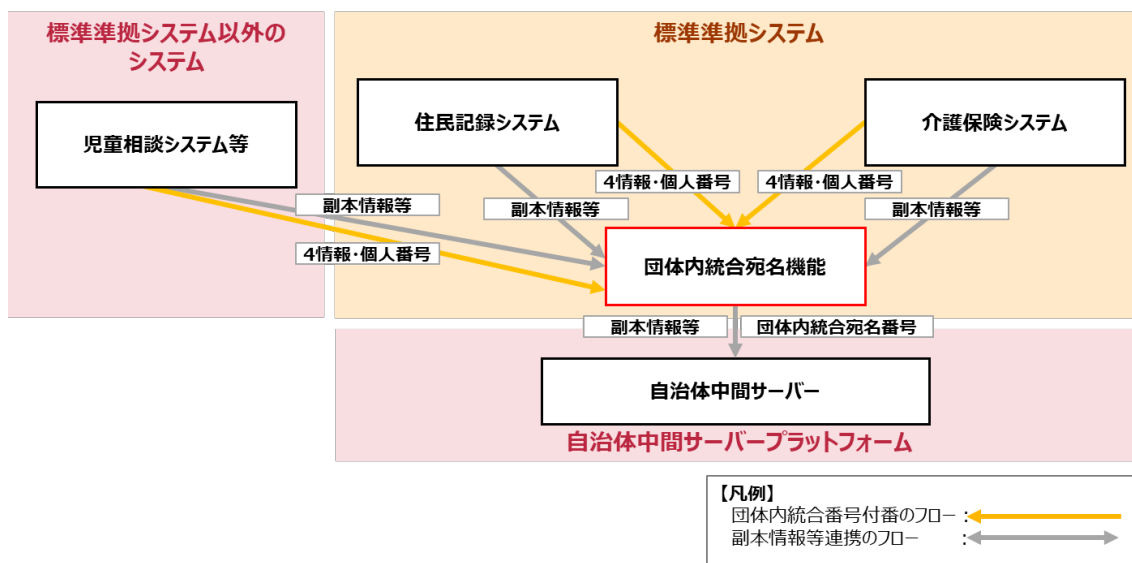 標準準拠システム以外の
システム
標準準拠システム
児童相談システム等
住民記録システム
介護保険システム
4情報・個人番号
4情報・個人番号
副本情報等
副本情報等
副本情報等
4情報・個人番号
団体内統合宛名機能
副本情報等
団体内統合宛名番号
自治体中間サーバー
自治体中間サーバープラットフォーム
【凡例】
団体内統合番号付番のフロー：
副本情報等連携のフロー ：